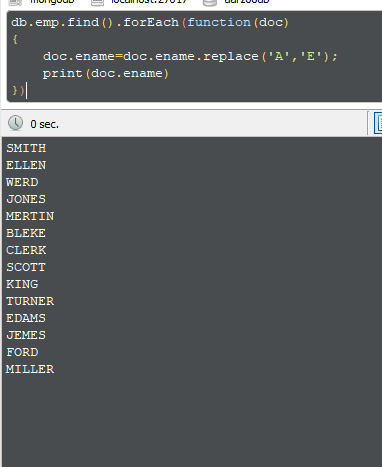 mongodb localhost:27017
db.emp.find().forEach(function(doc)
{
doc.ename=doc.ename.replace('A','E');
print(doc.ename)
})
0 sec.
SMITH
ELLEN
WERD
JONES
MERTIN
BLEKE
CLERK
SCOTT
KING
TURNER
EDAMS
JEMES
FORD
MILLER